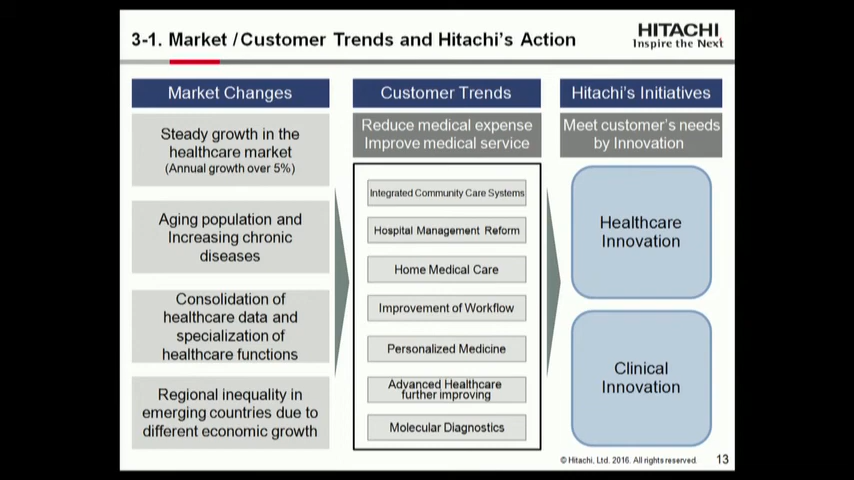 3-1. Market / Customer Trends and Hitachi's Action
HITACHI
Inspire the Next
Market Changes
Steady growth in the
healthcare market
(Annual growth over 5%)
Aging population and
Increasing chronic
diseases
Consolidation of
healthcare data and
specialization of
healthcare functions
Regional inequality in
emerging countries due to
different economic growth
Customer Trends
Reduce medical expense
Improve medical service
Integrated Community Care Systems
Hospital Management Reform
Home Medical Care
Improvement of Workflow
Personalized Medicine
Advanced Healthcare
further improving
Molecular Diagnostics
Hitachi's Initiatives
Meet customer's needs
by Innovation
Healthcare
Innovation
Clinical
Innovation
© Hitachi, Ltd. 2016. All rights reserved.
13